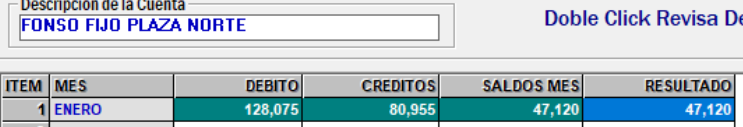 Descripcion de la Cuenta
FONSO FIJO PLAZA NORTE
Doble Click Revisa De
ITEM MES DEBITO CREDITOS SALDOS MES RESULTADO
1 ENERO 128,075 80,955 47,120 47,120